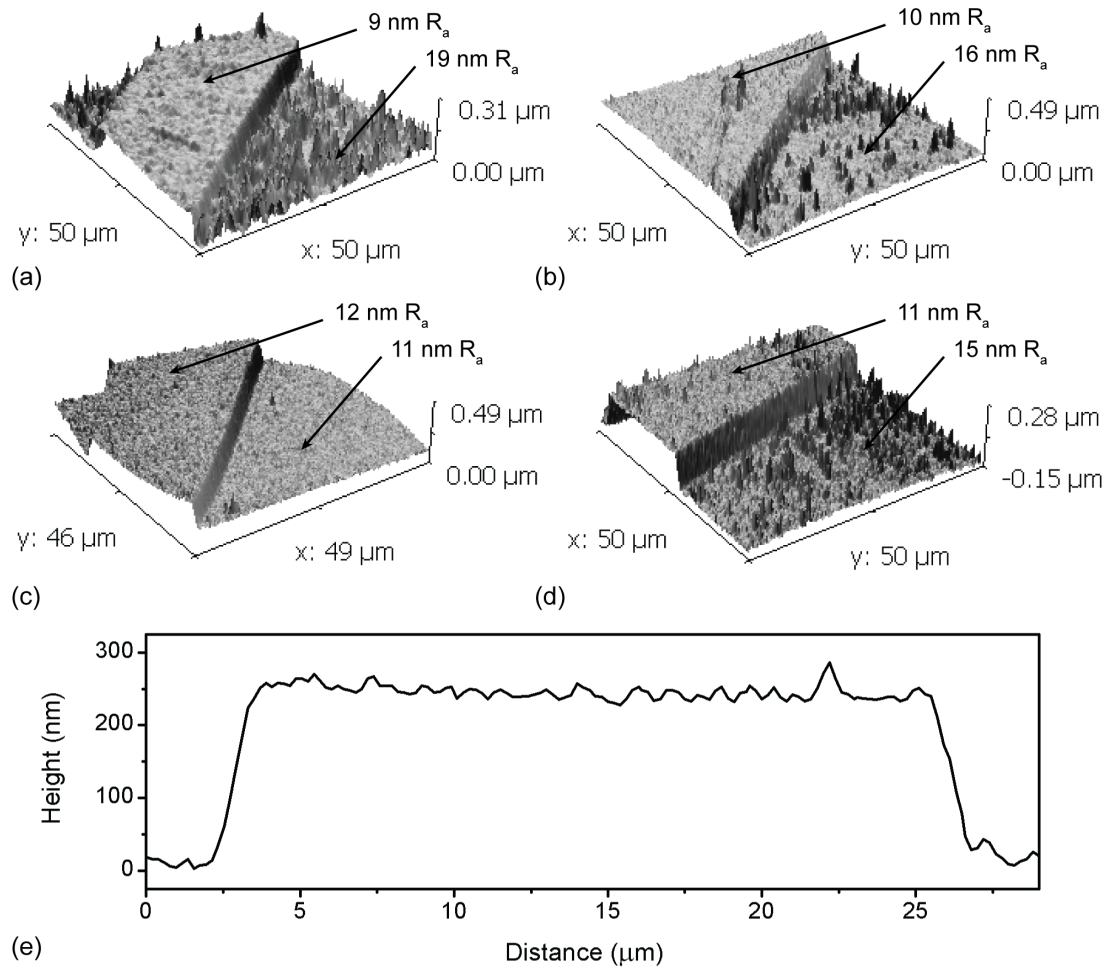 9 nm Ra
19 nm Ra
0.31 µm
0.00 µm
y: 50 µm
x: 50 µm
(a)
10 nm Ra
16 nm Ra
0.49 µm
0.00 µm
x: 50 µm
y: 50 µm
(b)
12 nm Ra
11 nm Ra
0.49 µm
0.00 µm
y: 46 µm
x: 49 µm
(c)
11 nm Ra
15 nm Ra
0.28 µm
-0.15 µm
x: 50 µm
y: 50 µm
(d)
300
200
100
0
Height (nm)
0 5 10 15 20 25
Distance (µm)
(e)